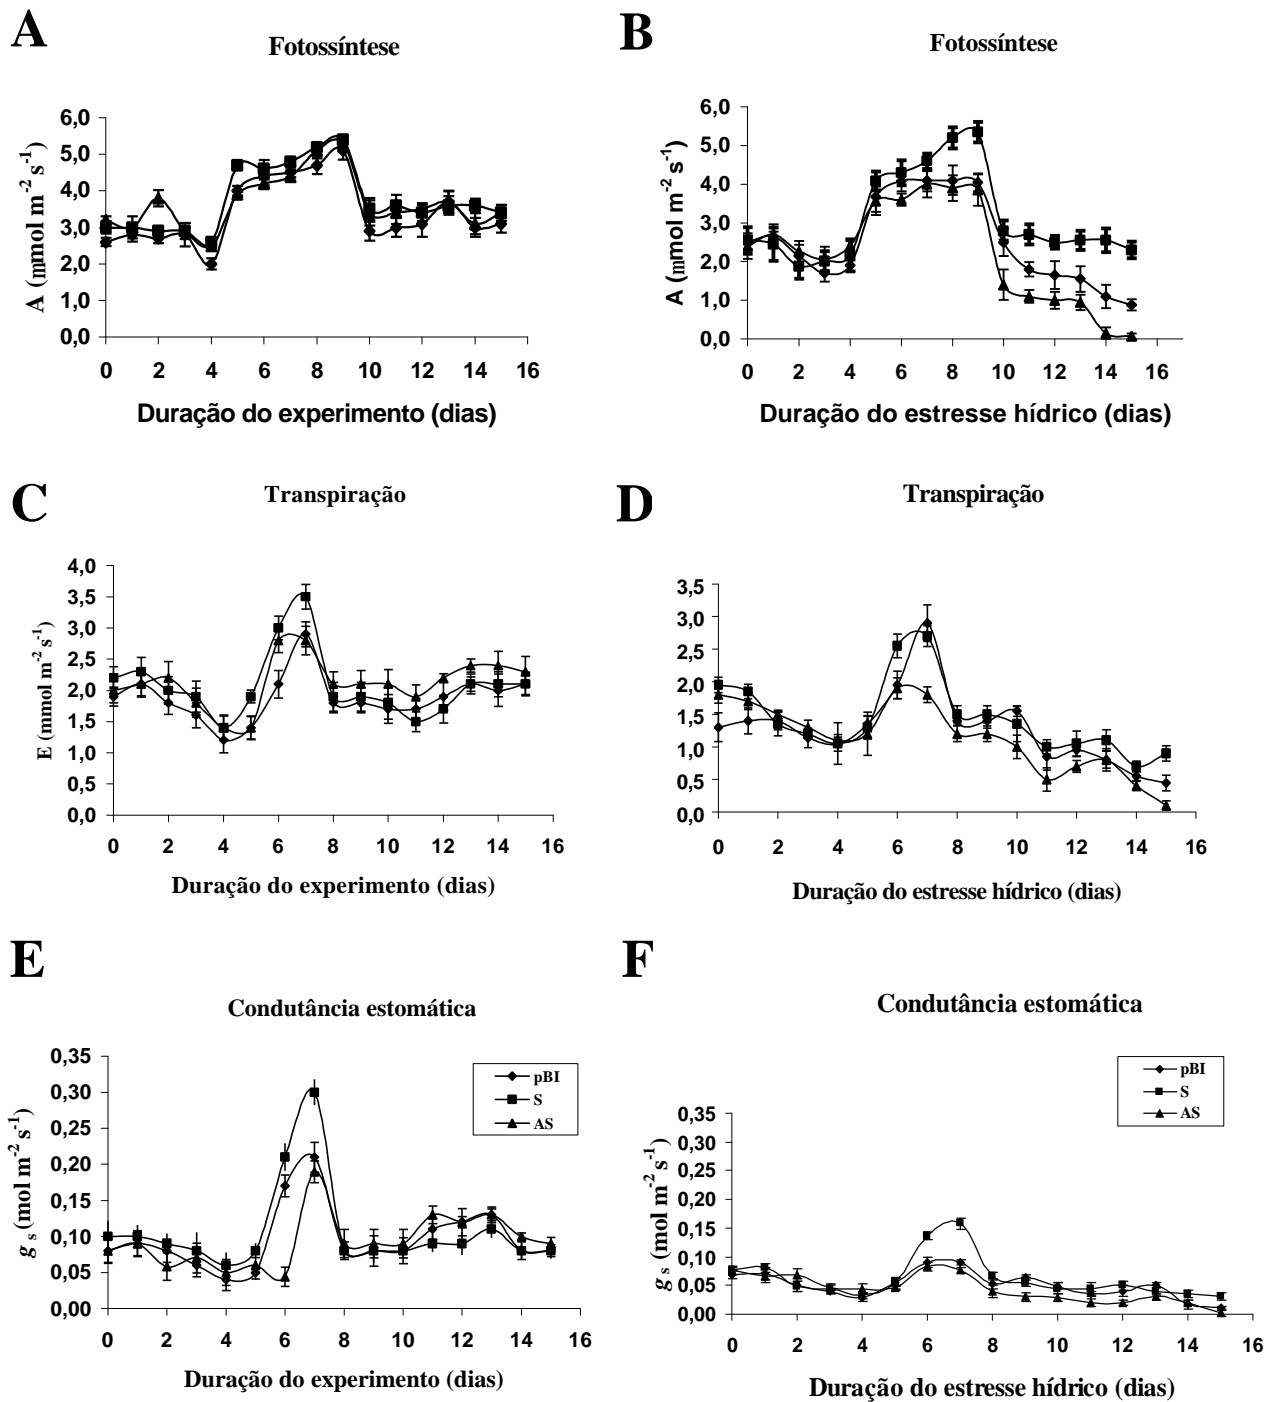 A
Fotossíntese
A (mmol m-2 s-1)
6,0
5,0
4,0
3,0
2,0
1,0
0,0
0 2 4 6 8 10 12 14 16
Duração do experimento (dias)
B
Fotossíntese
A (mmol m-2 s-1)
6,0
5,0
4,0
3,0
2,0
1,0
0,0
0 2 4 6 8 10 12 14 16
Duração do estresse hídrico (dias)
C
Transpiração
E (mmol m-2 s-1)
4,0
3,5
3,0
2,5
2,0
1,5
1,0
0,5
0,0
0 2 4 6 8 10 12 14 16
Duração do experimento (dias)
D
Transpiração
E (mmol m-2 s-1)
3,5
3,0
2,5
2,0
1,5
1,0
0,5
0,0
0 2 4 6 8 10 12 14 16
Duração do estresse hídrico (dias)
E
Condutância estomática
g s (mol m-2 s-1)
0,35
0,30
0,25
0,20
0,15
0,10
0,05
0,00
pBI
S
AS
0 2 4 6 8 10 12 14 16
Duração do experimento (dias)
F
Condutância estomática
pBI
S
AS
g s (mol m-2 s-1)
0,35
0,30
0,25
0,20
0,15
0,10
0,05
0,00
0 2 4 6 8 10 12 14 16
Duração do estresse hídrico (dias)